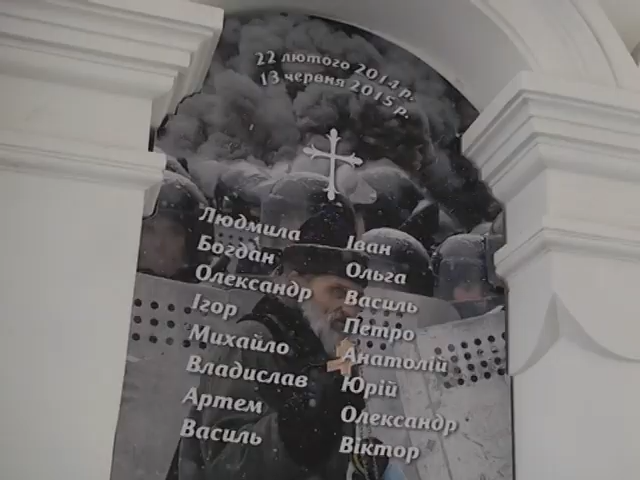 22 лютого 2014 р.
13 червня 2015 р.
Людмила
Богдан
Олександр
Ігор
Михайло
Владислав
Артем
Василь
Іван
Ольга
Василь
Петро
Анатолій
Юрій
Олександр
Віктор